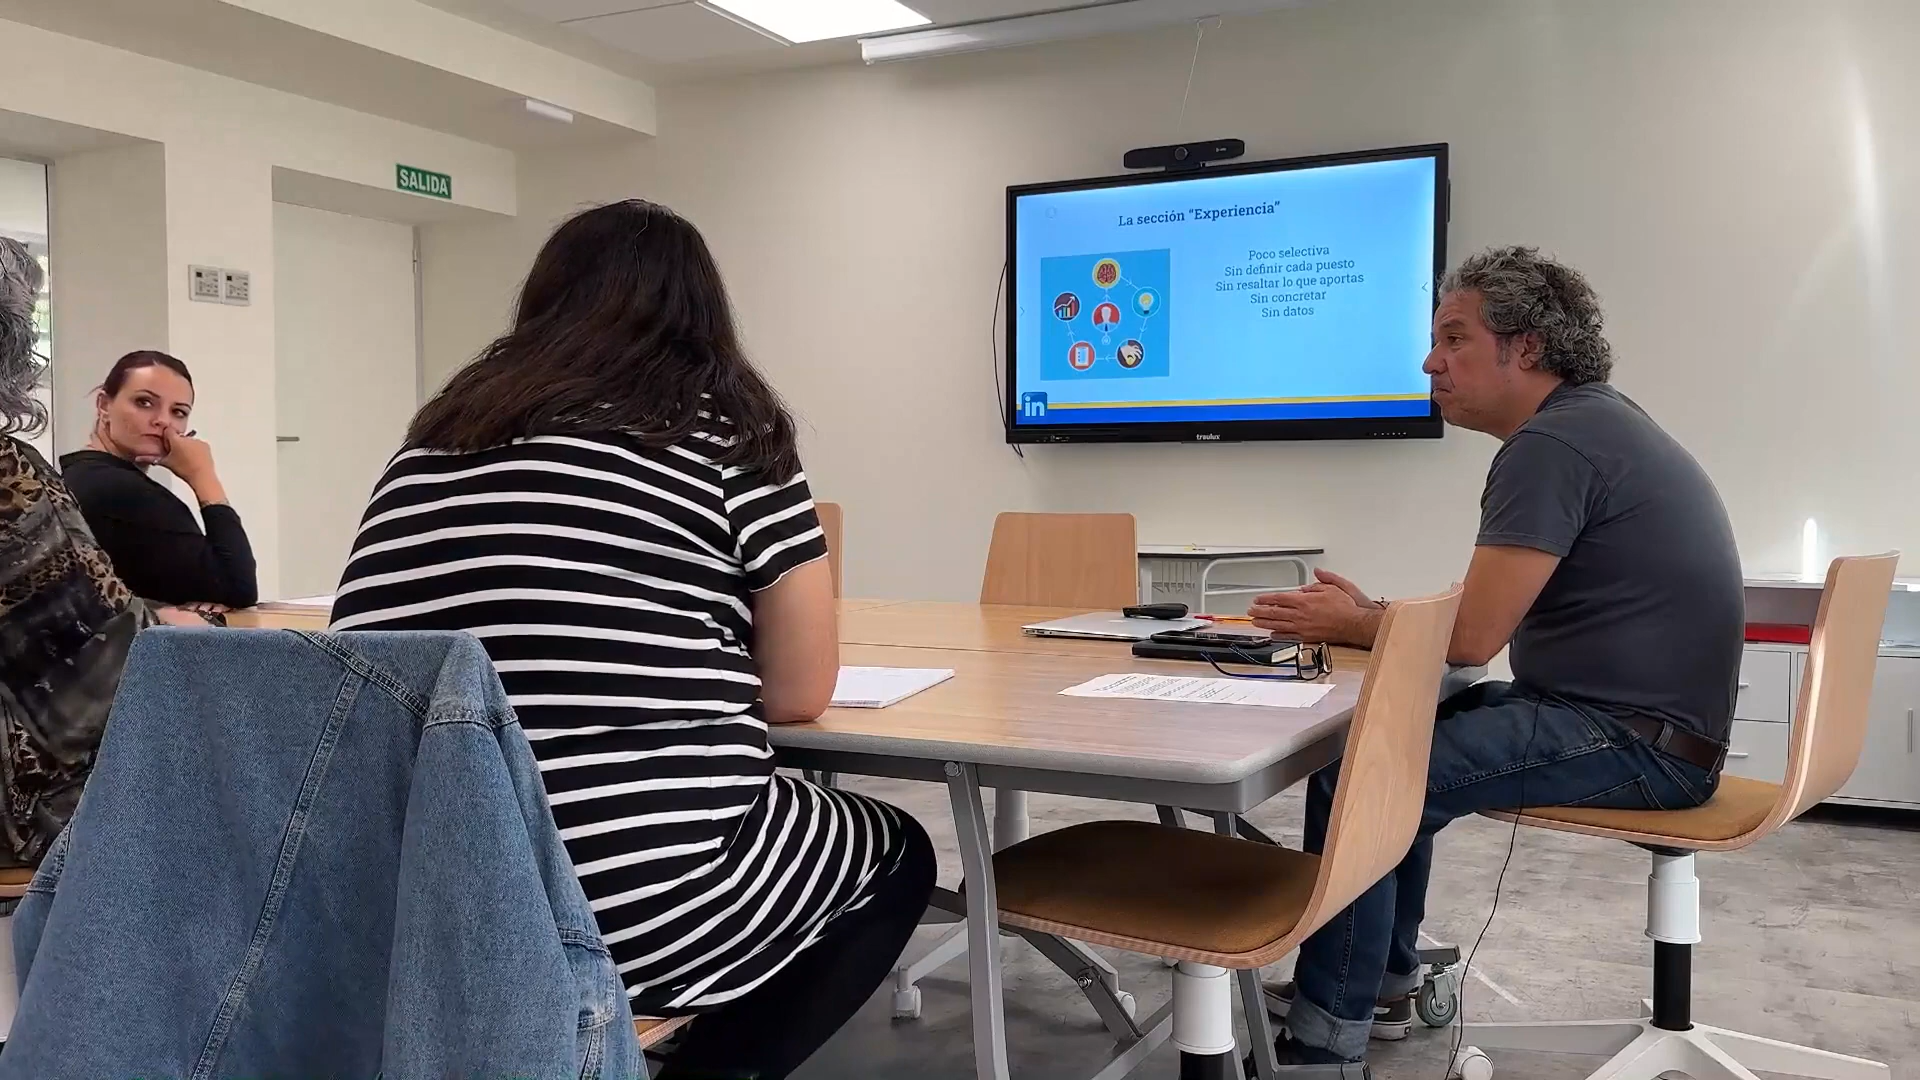 SALIDA
La sección “Experiencia”
Poco selectiva
Sin definir cada puesto
Sin resaltar lo que aportas
Sin concretar
Sin datos
in
traulux